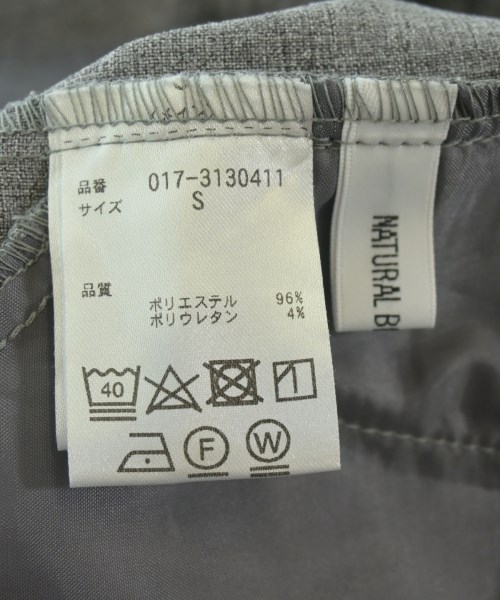 品番 017-3130411
サイズ S
品質
ポリエステル 96%
ポリウレタン 4%
40
F W
NATURAL